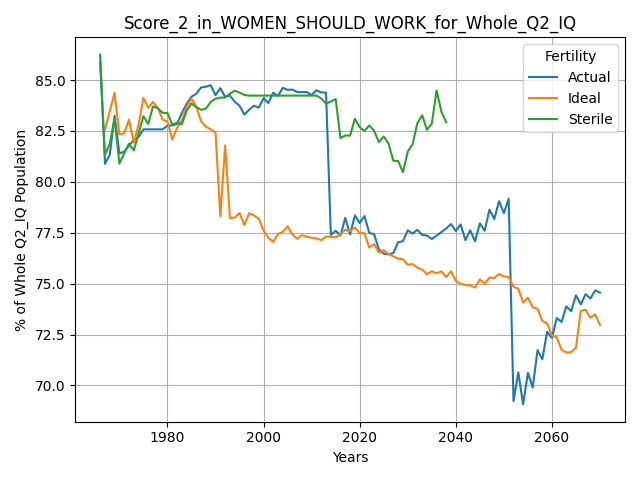 Score_2_in_WOMEN_SHOULD_WORK_for_Whole_Q2_IQ
Fertility
Actual
Ideal
Sterile
% of Whole Q2_IQ Population
85.0
82.5
80.0
77.5
75.0
72.5
70.0
1980
2000
2020
2040
2060
Years